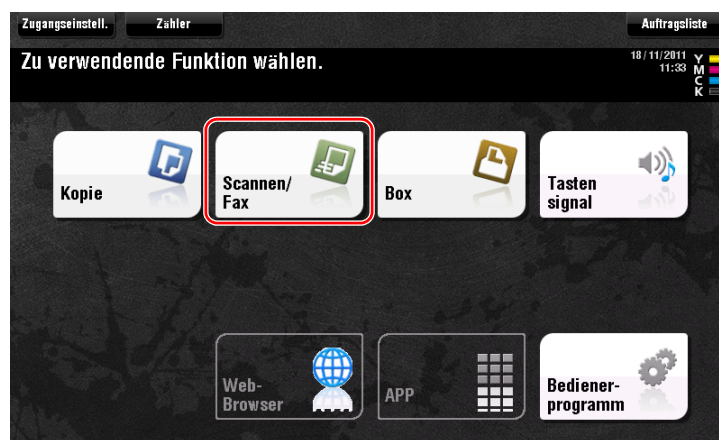 Zugangseinstell. Zähler Auftragsliste
Zu verwendende Funktion wählen.
18/11/2011
11:33
Y
M
C
K
Kopie
Scannen/
Fax
Box
Tasten
signal
Web-
Browser
APP
Bediener-
programm